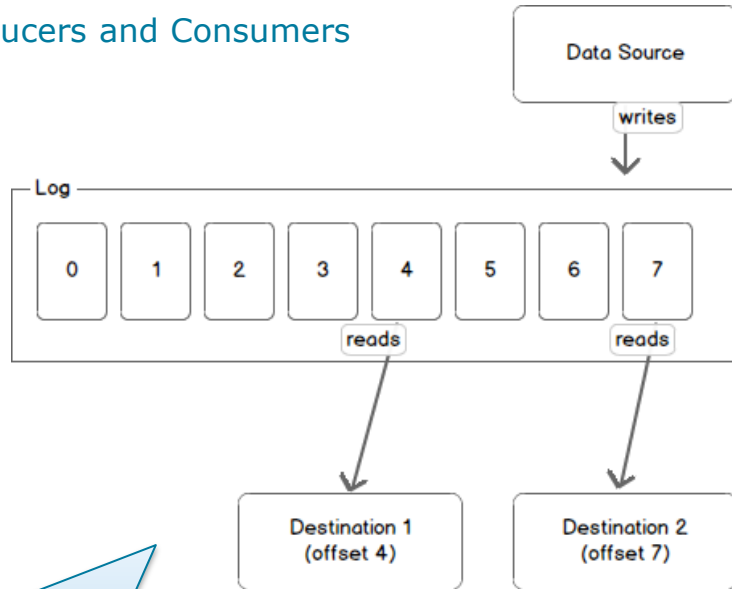 ucers and Consumers
Data Source
writes
Log
0 1 2 3 4 5 6 7
reads reads
Destination 1
(offset 4)
Destination 2
(offset 7)